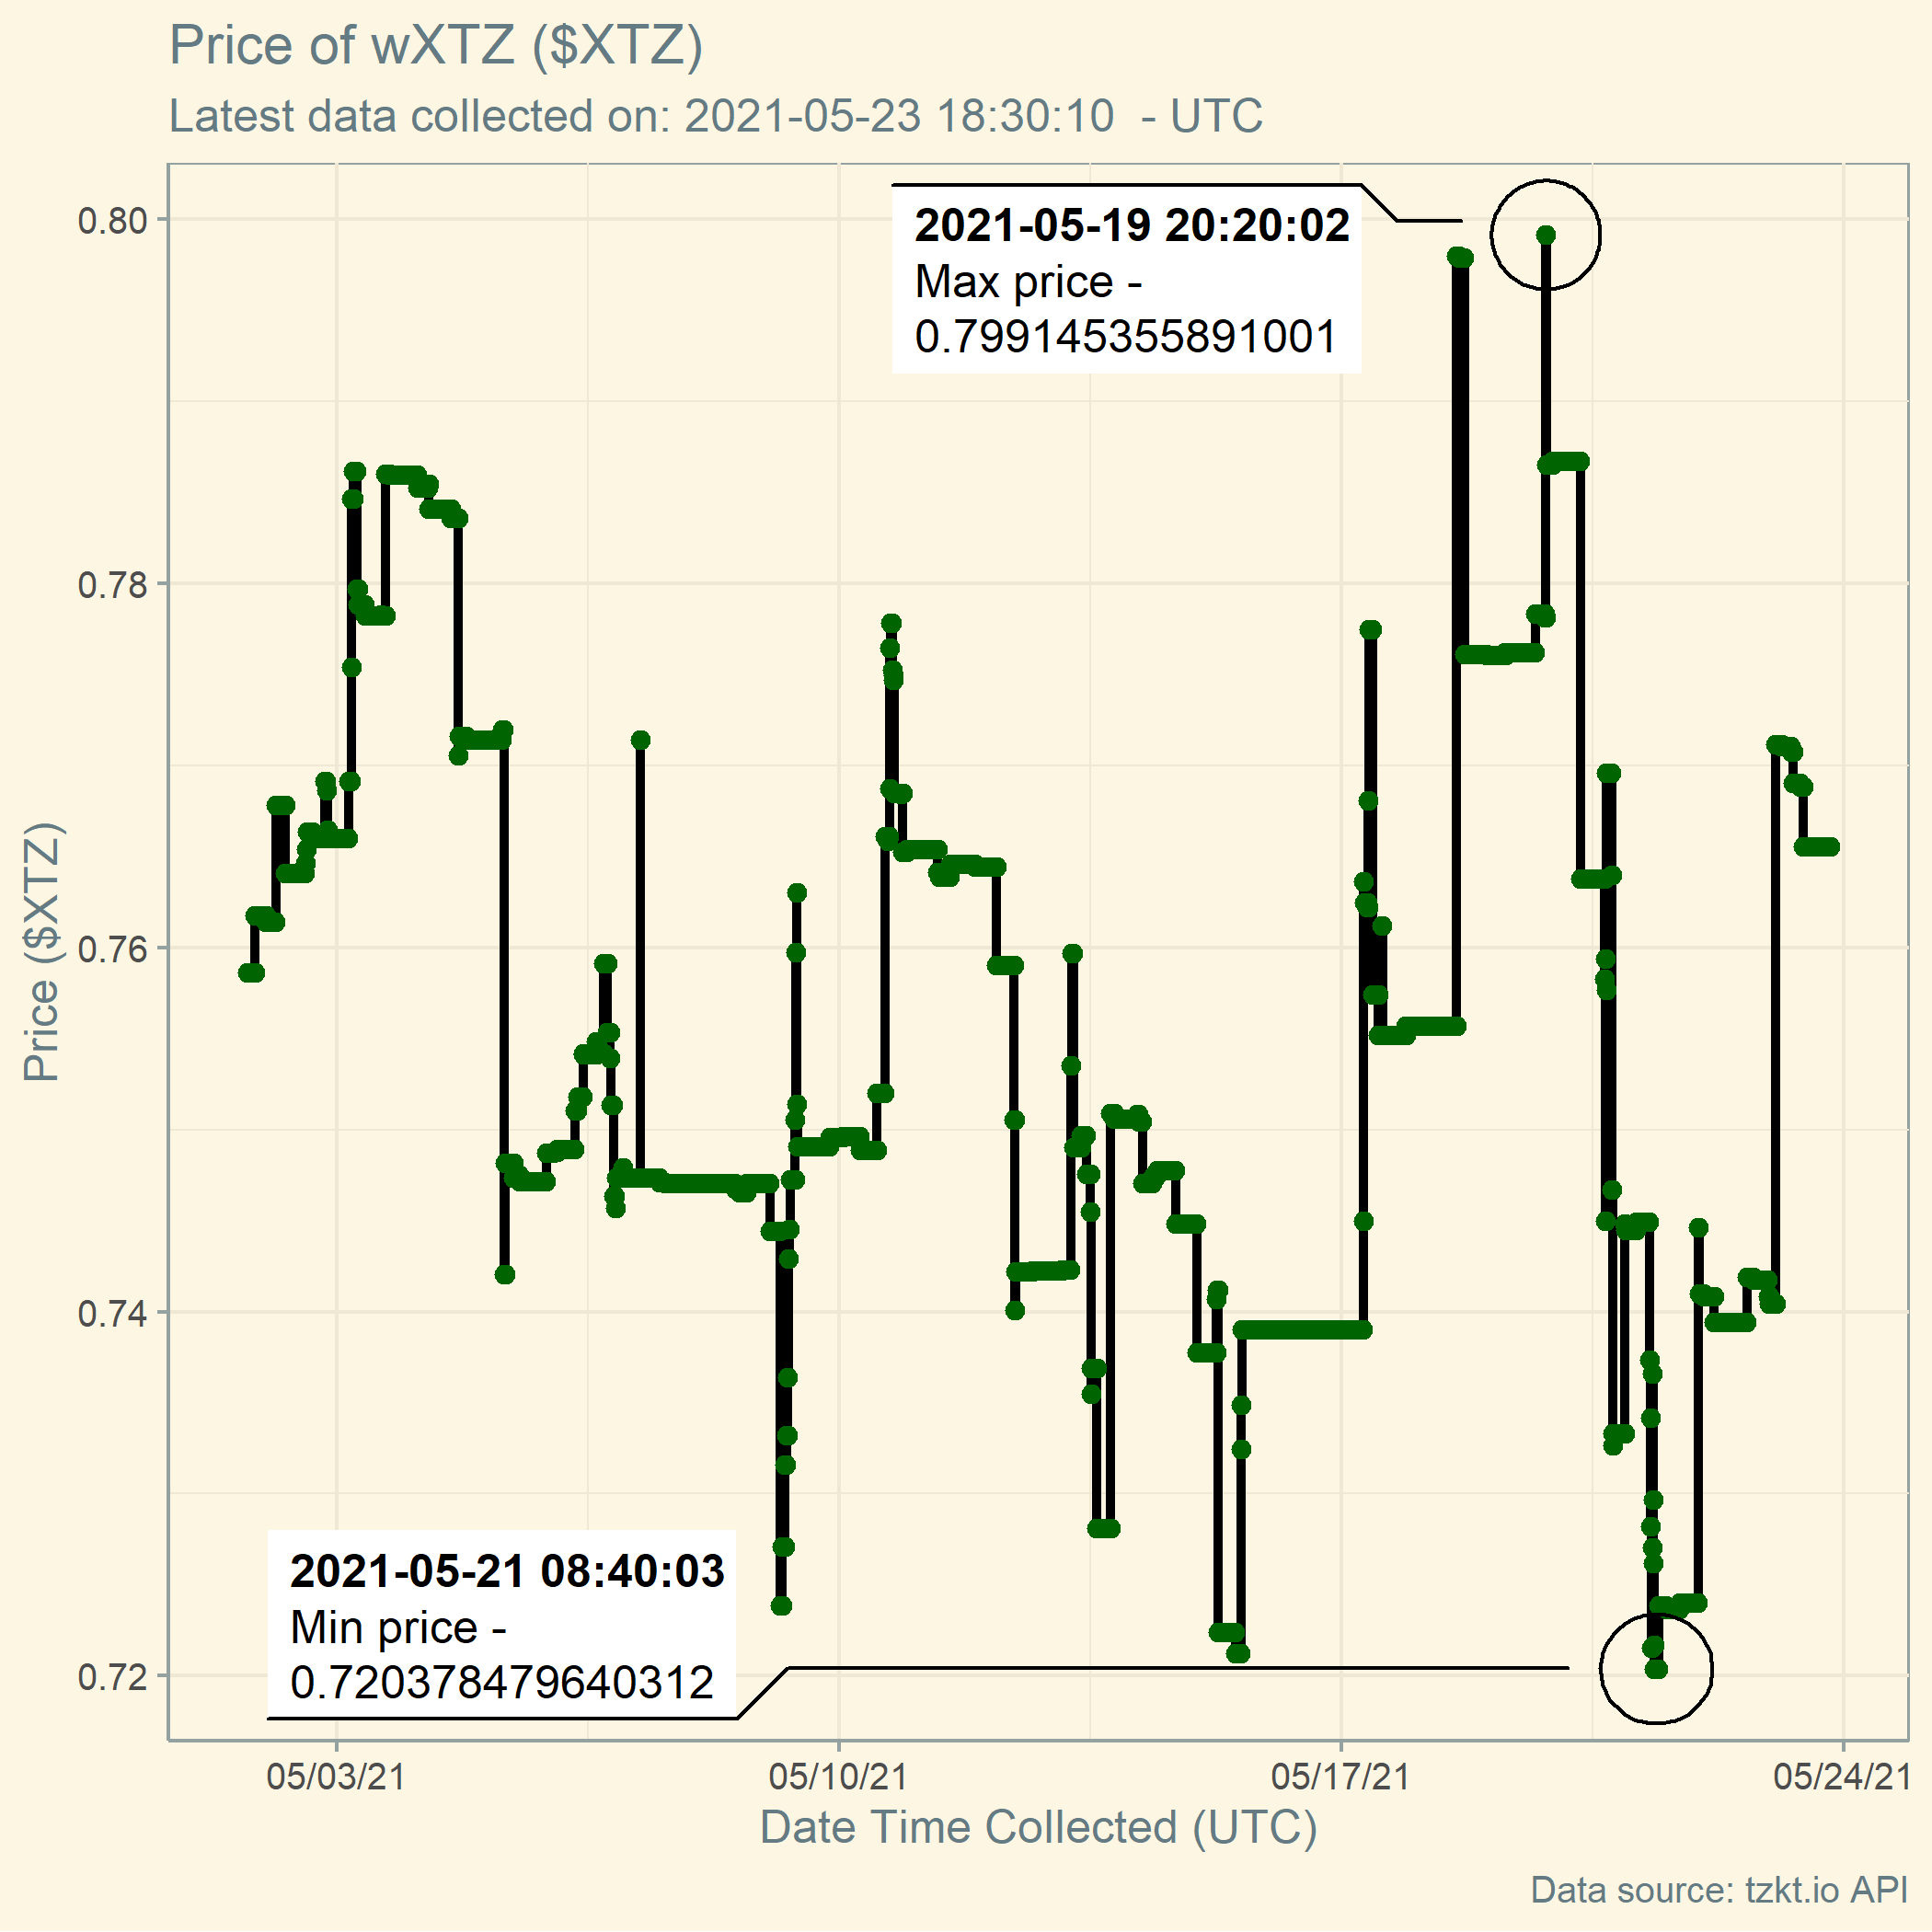 Price of wXTZ ($XTZ)
Latest data collected on: 2021-05-23 18:30:10  - UTC
0.80
0.78
0.76
0.74
0.72
Price ($XTZ)
2021-05-19 20:20:02
Max price -
0.799145355891001
2021-05-21 08:40:03
Min price -
0.720378479640312
05/03/21
05/10/21
05/17/21
05/24/21
Date Time Collected (UTC)
Data source: tzkt.io API